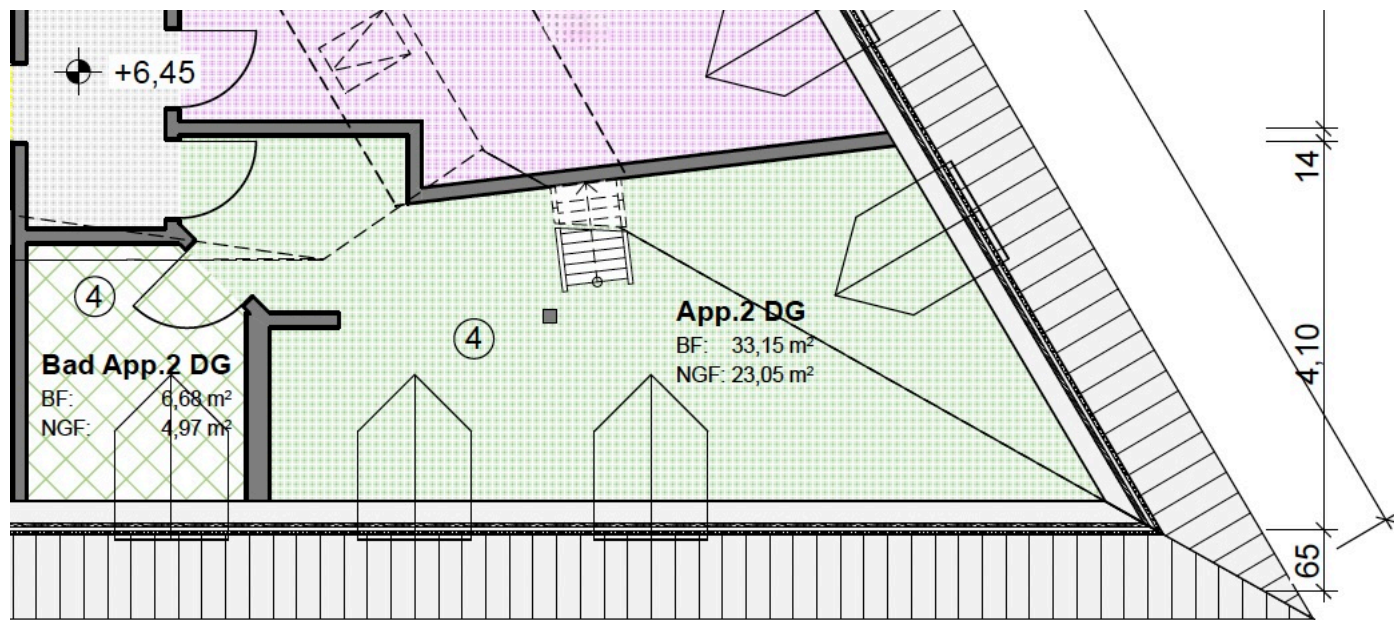 +6,45
14
4
App.2 DG
BF: 33,15 m²
NGF: 23,05 m²
4
Bad App.2 DG
BF: 6,68 m²
NGF: 4,97 m²
4,10
65